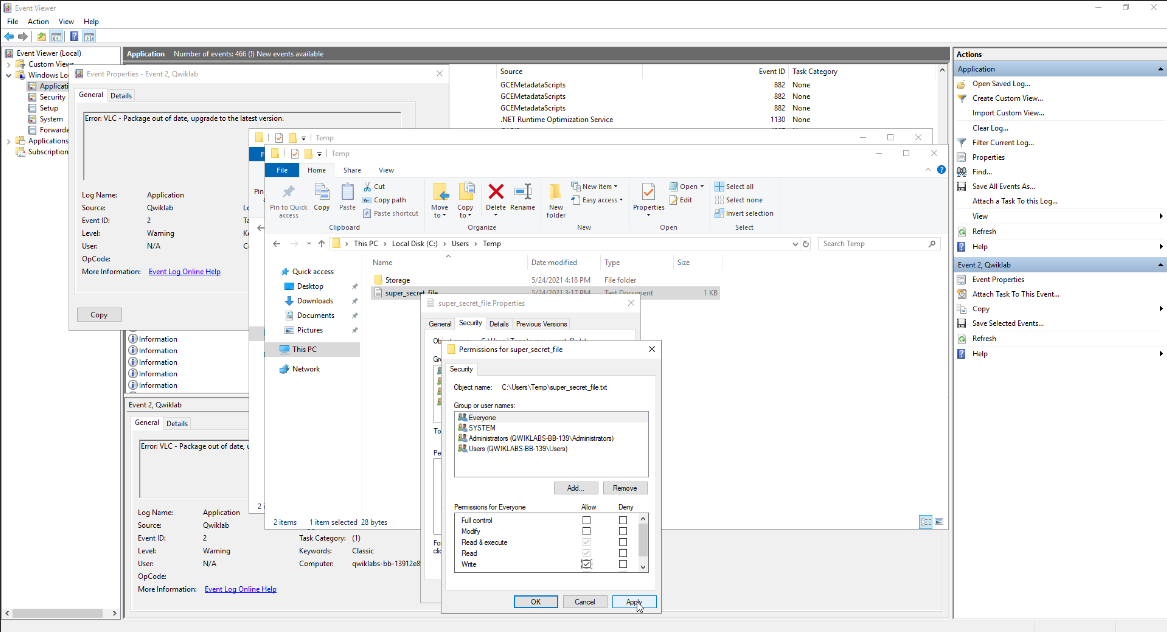 Event Viewer
File Action View Help
Event Viewer (Local)
Custom Views
Windows Lo
Applicati
Security
Setup
System
Forwarde
Applications
Subscription
Application Number of events: 466 (!) New events available
Source Event ID Task Category
GCEMetadataScripts 882 None
GCEMetadataScripts 882 None
GCEMetadataScripts 882 None
.NET Runtime Optimization Service 1130 None
Information
Information
Information
Information
Information
Event 2, Qwiklab
General Details
Error: VLC - Package out of date, u
Log Name: Application
Source: Qwiklab
Event ID: 2 Task Category: (1)
Level: Warning Keywords: Classic
User: N/A Computer: qwiklabs-bb-13912e8
OpCode:
More Information: Event Log Online Help
Event Properties - Event 2, Qwiklab
General Details
Error: VLC - Package out of date, upgrade to the latest version.
Log Name: Application
Source: Qwiklab
Event ID: 2
Level: Warning
User: N/A
OpCode:
More Information: Event Log Online Help
Copy
Temp
Temp
File Home Share View
Pin to Quick access
Copy
Paste
Cut
Copy path
Paste shortcut
Clipboard
Move to
Copy to
Delete
Rename
Organize
New folder
New item
Easy access
New
Properties
Open
Edit
Open
Select all
Select none
Invert selection
Select
This PC > Local Disk (C:) > Users > Temp
Search Temp
Quick access
Desktop
Downloads
Documents
Pictures
This PC
Network
Name Date modified Type Size
Storage 5/24/2021 4:18 PM File folder
super_secret_file 5/24/2021 3:17 PM Text Document 1 KB
2 items 1 item selected 28 bytes
super_secret_file Properties
General Security Details Previous Versions
Permissions for super_secret_file
Security
Object name: C:\Users\Temp\super_secret_file.txt
Group or user names:
Everyone
SYSTEM
Administrators (QWIKLABS-BB-139\Administrators)
Users (QWIKLABS-BB-139\Users)
Add... Remove
Permissions for Everyone Allow Deny
Full control
Modify
Read & execute
Read
Write
OK Cancel Apply
Actions
Application
Open Saved Log...
Create Custom View...
Import Custom View...
Clear Log...
Filter Current Log...
Properties
Find...
Save All Events As...
Attach a Task To this Log...
View
Refresh
Help
Event 2, Qwiklab
Event Properties
Attach Task To This Event...
Copy
Save Selected Events...
Refresh
Help